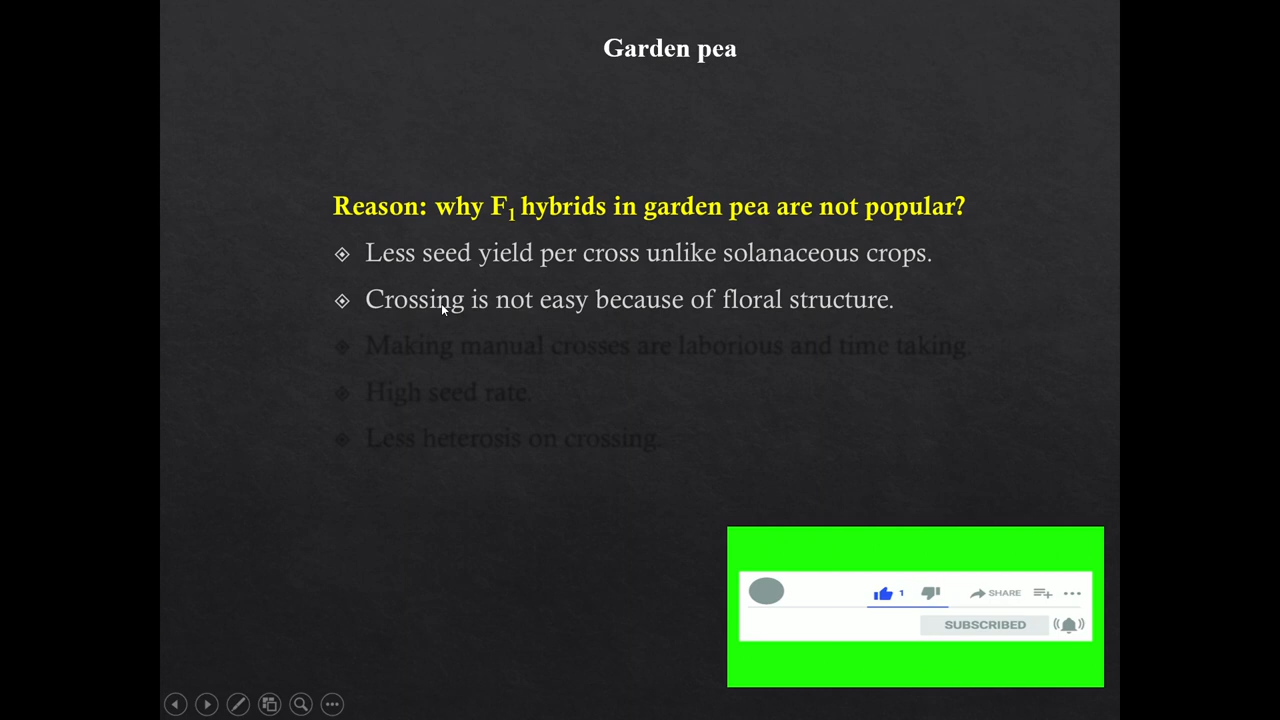 Garden pea
Reason: why F1 hybrids in garden pea are not popular?
Less seed yield per cross unlike solanaceous crops.
Crossing is not easy because of floral structure.
Making manual crosses are laborious and time taking.
High seed rate.
Less heterosis on crossing.
1 SHARE
SUBSCRIBED